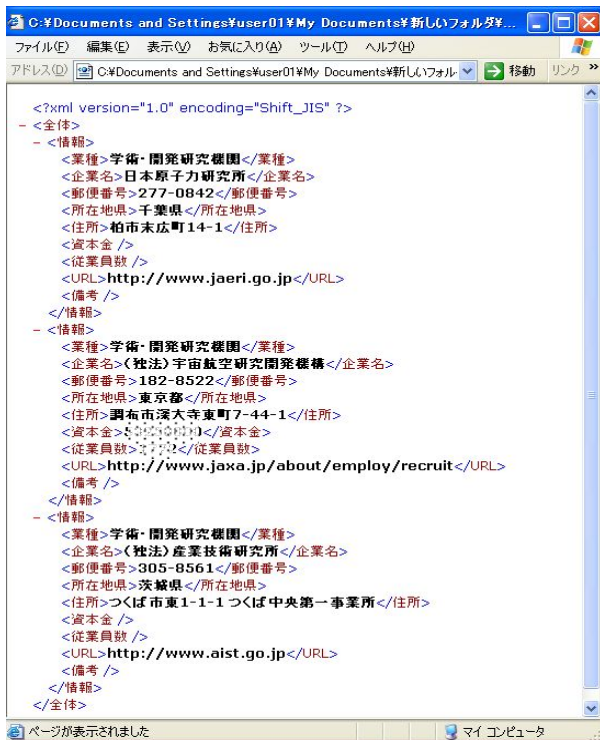 C:¥Documents and Settings¥user01¥My Documents¥新しいフォルダ¥...
ファイル(F) 編集(E) 表示(V) お気に入り(A) ツール(T) ヘルプ(H)
アドレス(D) C:¥Documents and Settings¥user01¥My Documents¥新しいフォル 移動 リンク »
<?xml version="1.0" encoding="Shift_JIS" ?>
- <全体>
- <情報>
<業種>学術・開発研究機関</業種>
<企業名>日本原子力研究所</企業名>
<郵便番号>277-0842</郵便番号>
<所在地県>千葉県</所在地県>
<住所>柏市末広町14-1</住所>
<資本金 />
<従業員数 />
<URL>http://www.jaeri.go.jp</URL>
<備考 />
</情報>
- <情報>
<業種>学術・開発研究機関</業種>
<企業名>(独法)宇宙航空研究開発機構</企業名>
<郵便番号>182-8522</郵便番号>
<所在地県>東京都</所在地県>
<住所>調布市深大寺東町7-44-1</住所>
<資本金></資本金>
<従業員数></従業員数>
<URL>http://www.jaxa.jp/about/employ/recruit</URL>
<備考 />
</情報>
- <情報>
<業種>学術・開発研究機関</業種>
<企業名>(独法)産業技術研究所</企業名>
<郵便番号>305-8561</郵便番号>
<所在地県>茨城県</所在地県>
<住所>つくば市東1-1-1つくば中央第一事業所</住所>
<資本金 />
<従業員数 />
<URL>http://www.aist.go.jp</URL>
<備考 />
</情報>
</全体>
ページが表示されました マイ コンピュータ